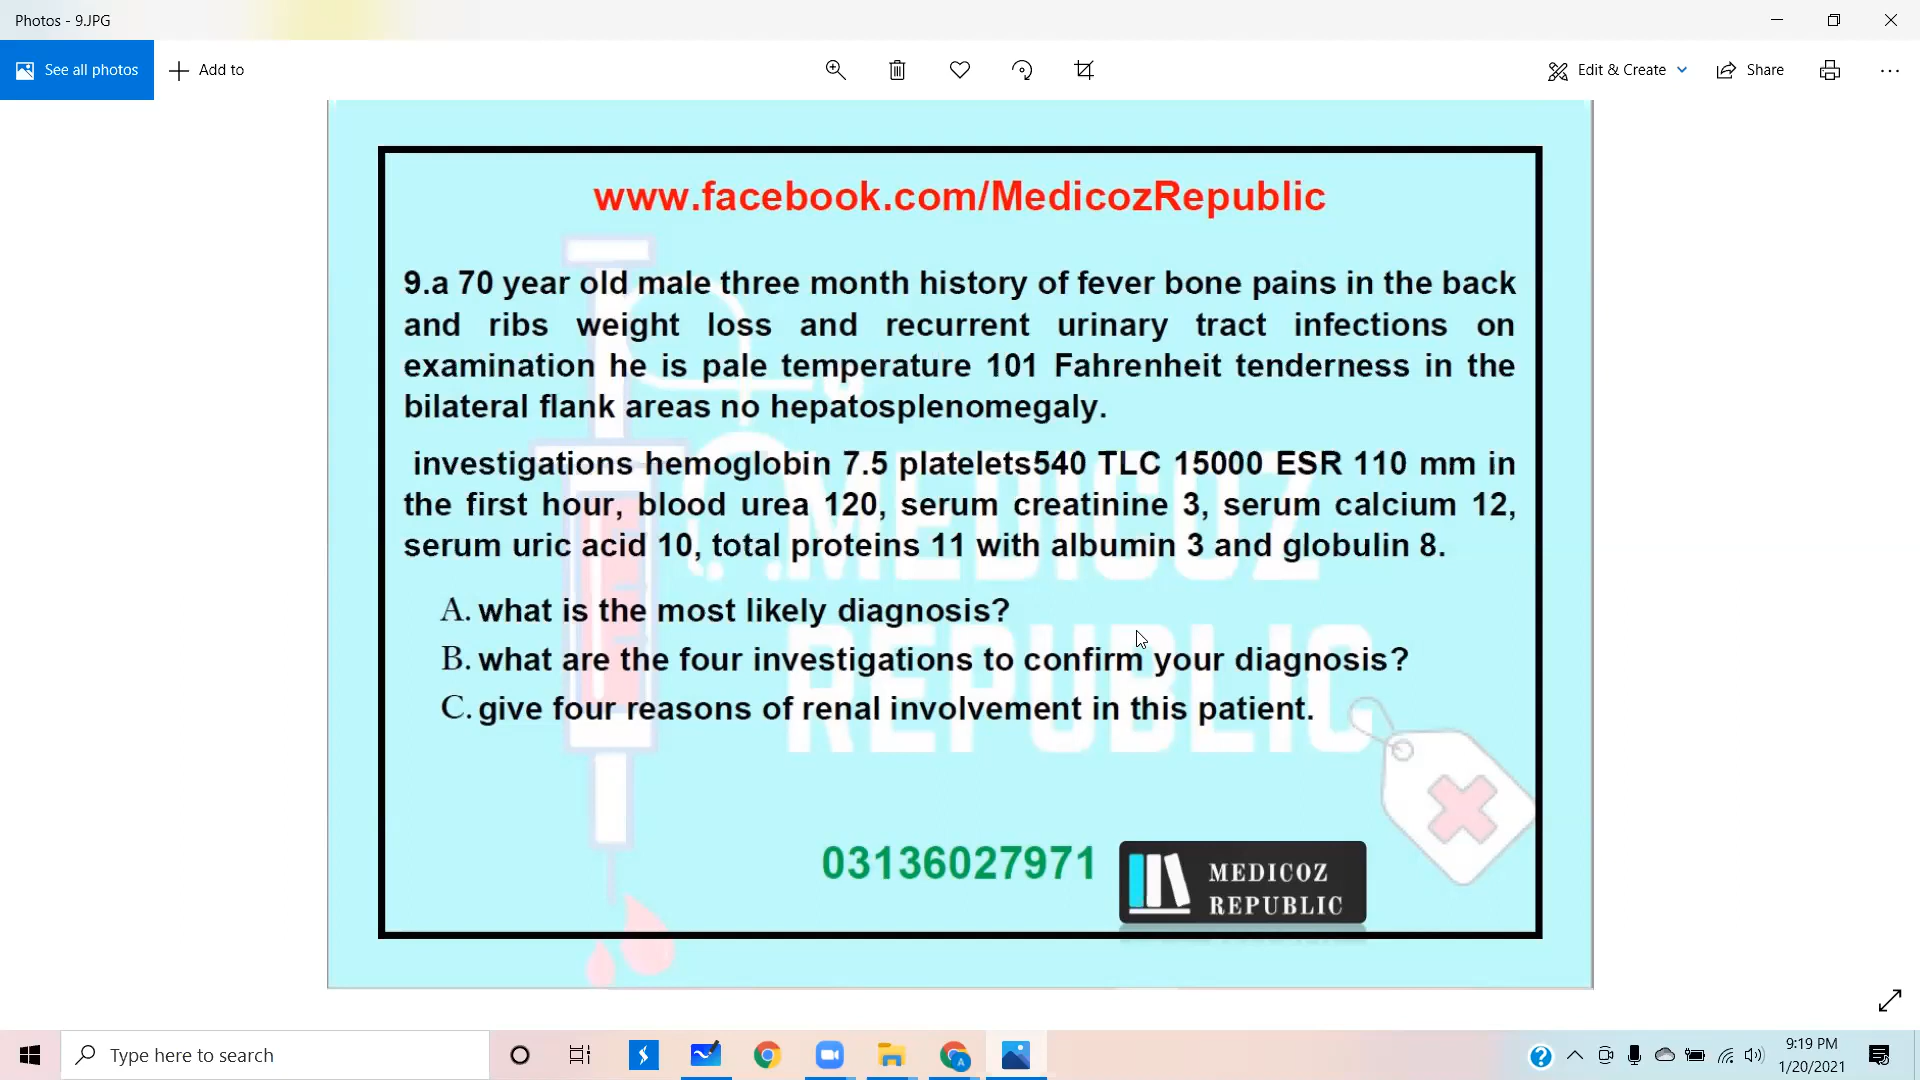 Photos - 9.JPG
See all photos
Add to
Edit & Create
Share
www.facebook.com/MedicozRepublic
9.a 70 year old male three month history of fever bone pains in the back
and ribs weight loss and recurrent urinary tract infections on
examination he is pale temperature 101 Fahrenheit tenderness in the
bilateral flank areas no hepatosplenomegaly.
investigations hemoglobin 7.5 platelets540 TLC 15000 ESR 110 mm in
the first hour, blood urea 120, serum creatinine 3, serum calcium 12,
serum uric acid 10, total proteins 11 with albumin 3 and globulin 8.
A. what is the most likely diagnosis?
B. what are the four investigations to confirm your diagnosis?
C. give four reasons of renal involvement in this patient.
MEDICOZ
REPUBLIC
03136027971
MEDICOZ
REPUBLIC
Type here to search
9:19 PM
1/20/2021